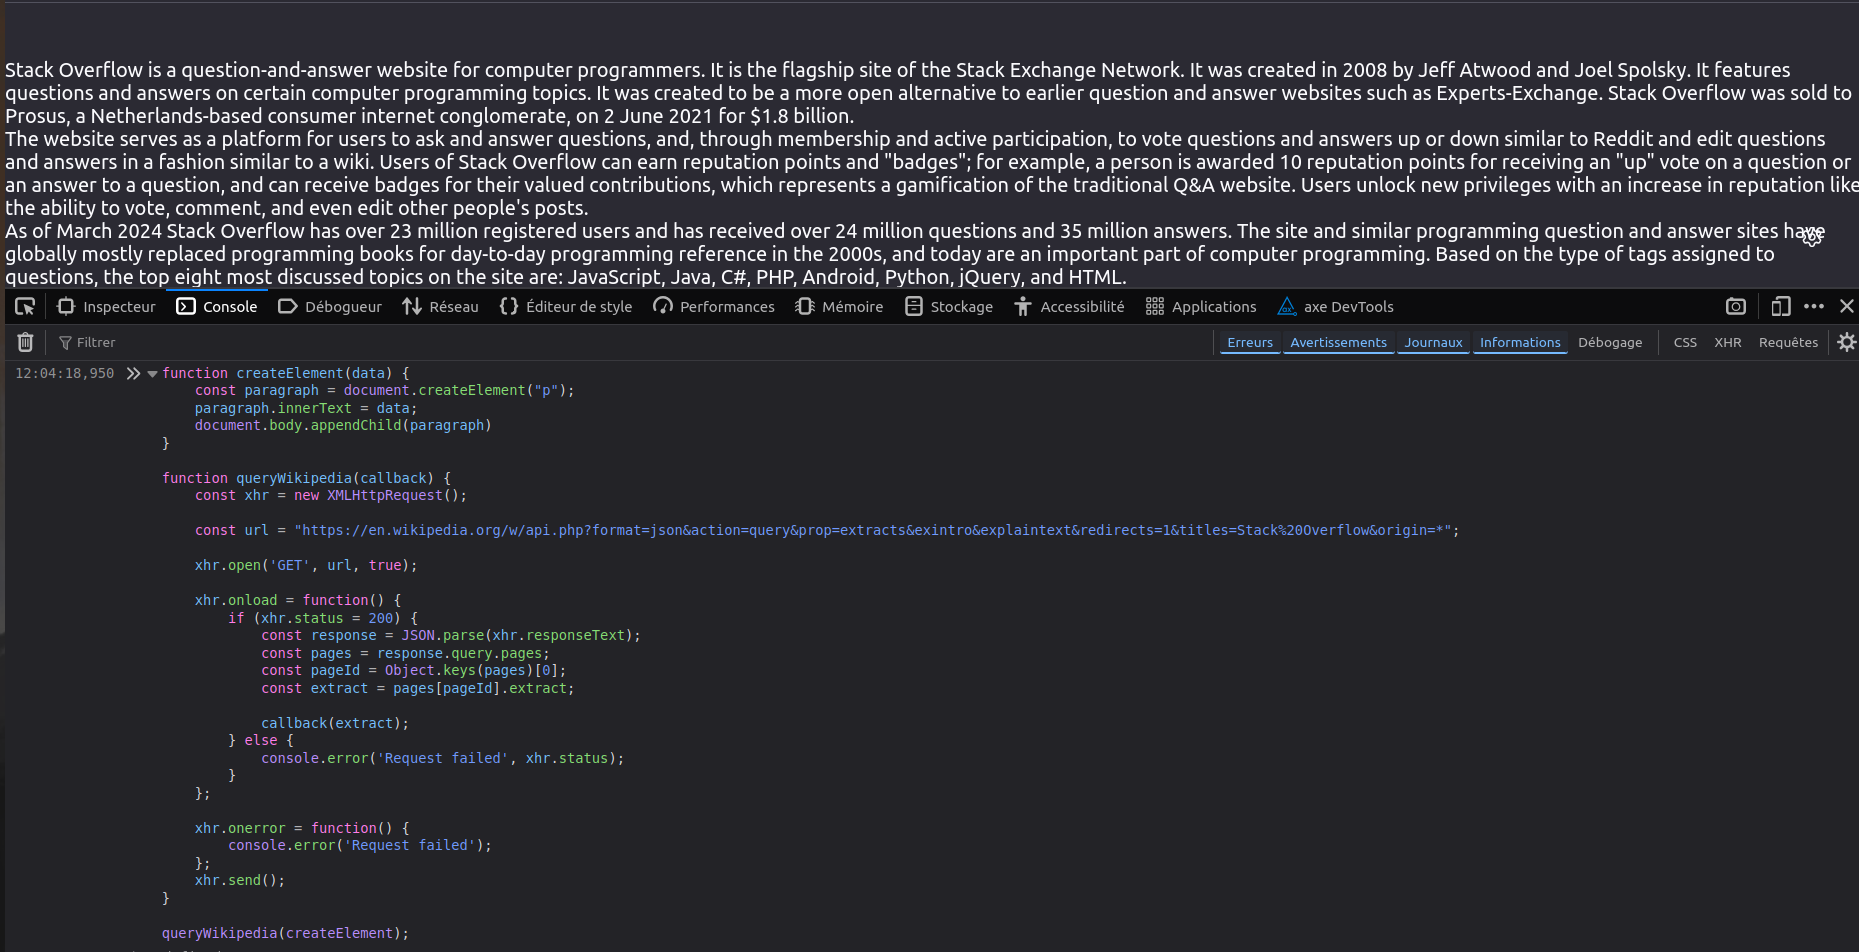 Stack Overflow is a question-and-answer website for computer programmers. It is the flagship site of the Stack Exchange Network. It was created in 2008 by Jeff Atwood and Joel Spolsky. It features
questions and answers on certain computer programming topics. It was created to be a more open alternative to earlier question and answer websites such as Experts-Exchange. Stack Overflow was sold to
Prosus, a Netherlands-based consumer internet conglomerate, on 2 June 2021 for $1.8 billion.
The website serves as a platform for users to ask and answer questions, and, through membership and active participation, to vote questions and answers up or down similar to Reddit and edit questions
and answers in a fashion similar to a wiki. Users of Stack Overflow can earn reputation points and "badges"; for example, a person is awarded 10 reputation points for receiving an "up" vote on a question or
an answer to a question, and can receive badges for their valued contributions, which represents a gamification of the traditional Q&A website. Users unlock new privileges with an increase in reputation like
the ability to vote, comment, and even edit other people's posts.
As of March 2024 Stack Overflow has over 23 million registered users and has received over 24 million questions and 35 million answers. The site and similar programming question and answer sites have
globally mostly replaced programming books for day-to-day programming reference in the 2000s, and today are an important part of computer programming. Based on the type of tags assigned to
questions, the top eight most discussed topics on the site are: JavaScript, Java, C#, PHP, Android, Python, jQuery, and HTML.
Inspecteur Console Débogueur Réseau Éditeur de style Performances Mémoire Stockage Accessibilité Applications axe DevTools
Filtrer Erreurs Avertissements Journaux Informations Débogage CSS XHR Requêtes
12:04:18,950 function createElement(data) {
const paragraph = document.createElement("p");
paragraph.innerText = data;
document.body.appendChild(paragraph)
}
function queryWikipedia(callback) {
const xhr = new XMLHttpRequest();
const url = "https://en.wikipedia.org/w/api.php?format=json&action=query&prop=extracts&exintro&explaintext&redirects=1&titles=Stack%20Overflow&origin=*";
xhr.open('GET', url, true);
xhr.onload = function() {
if (xhr.status = 200) {
const response = JSON.parse(xhr.responseText);
const pages = response.query.pages;
const pageId = Object.keys(pages)[0];
const extract = pages[pageId].extract;
callback(extract);
} else {
console.error('Request failed', xhr.status);
}
};
xhr.onerror = function() {
console.error('Request failed');
};
xhr.send();
}
queryWikipedia(createElement);